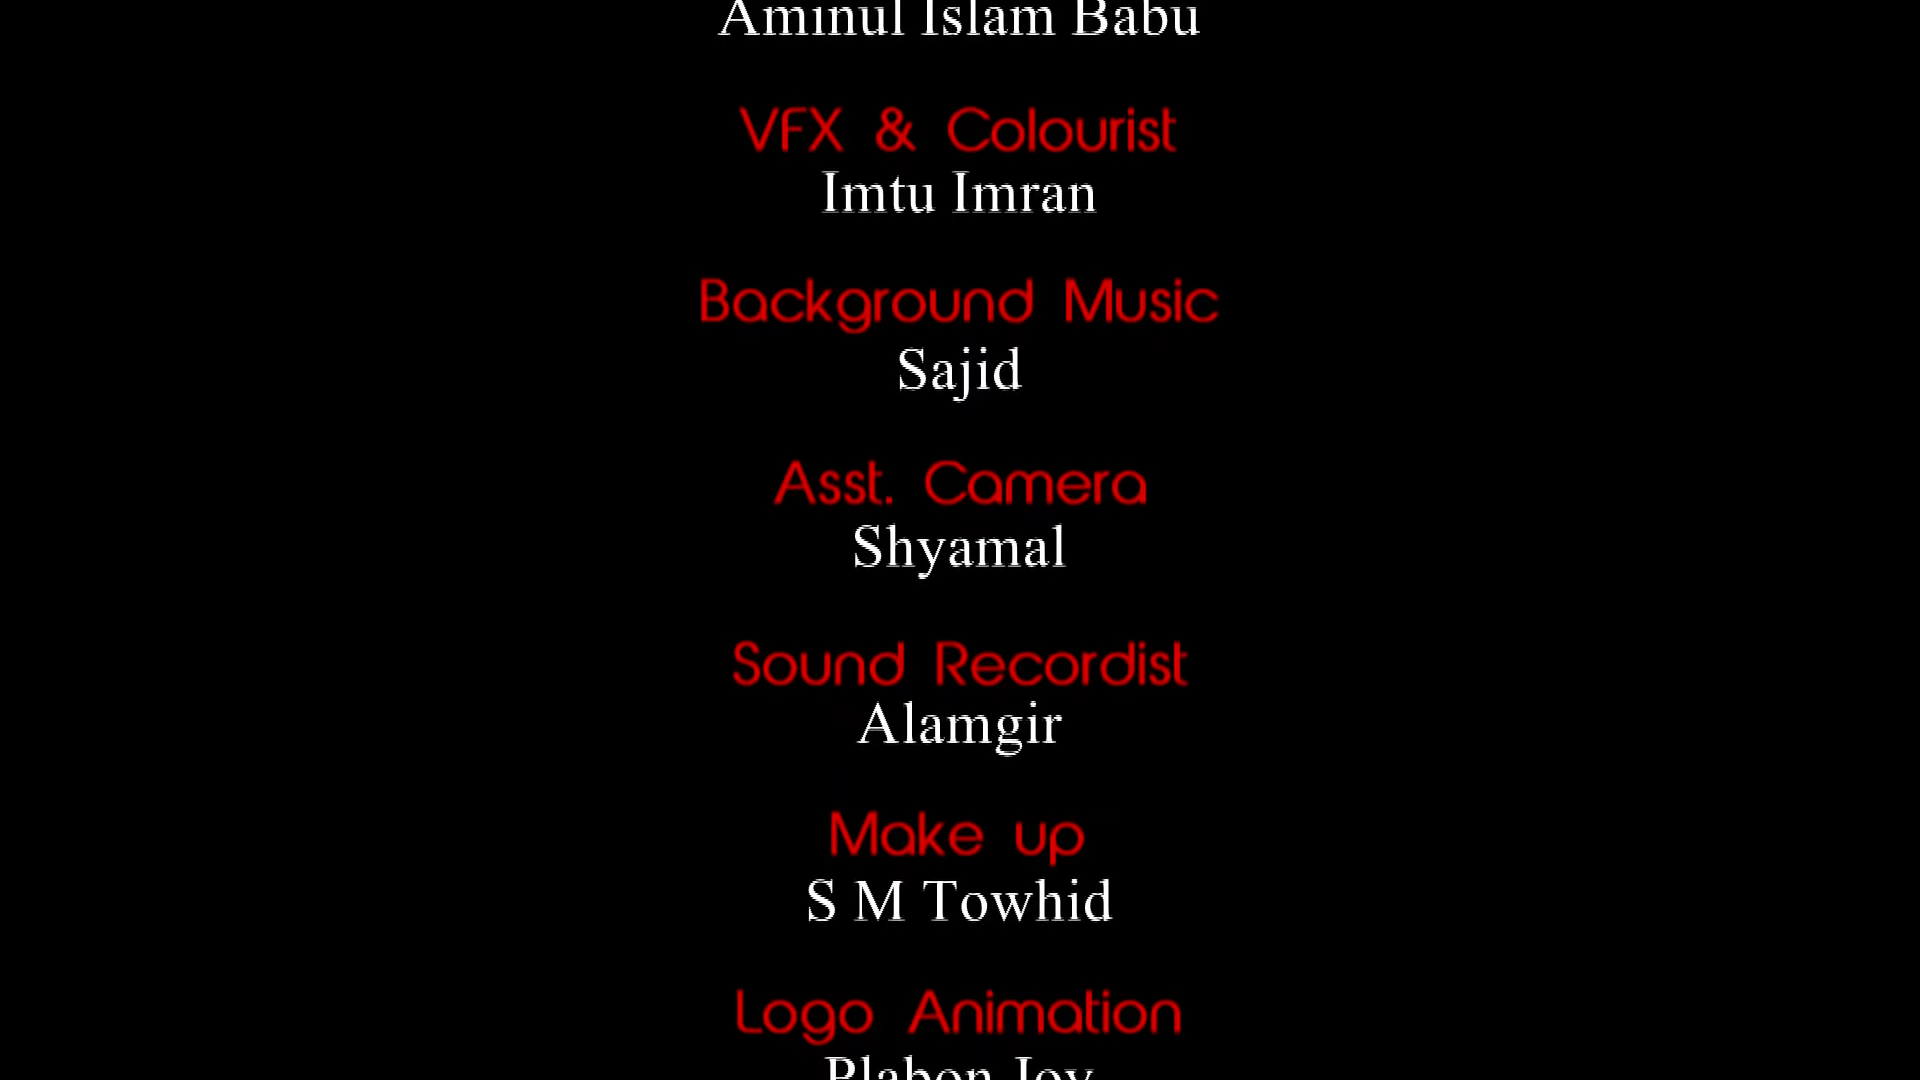 Aminul Islam Babu
VFX & Colourist
Imtu Imran
Background Music
Sajid
Asst. Camera
Shyamal
Sound Recordist
Alamgir
Make up
S M Towhid
Logo Animation
Joy